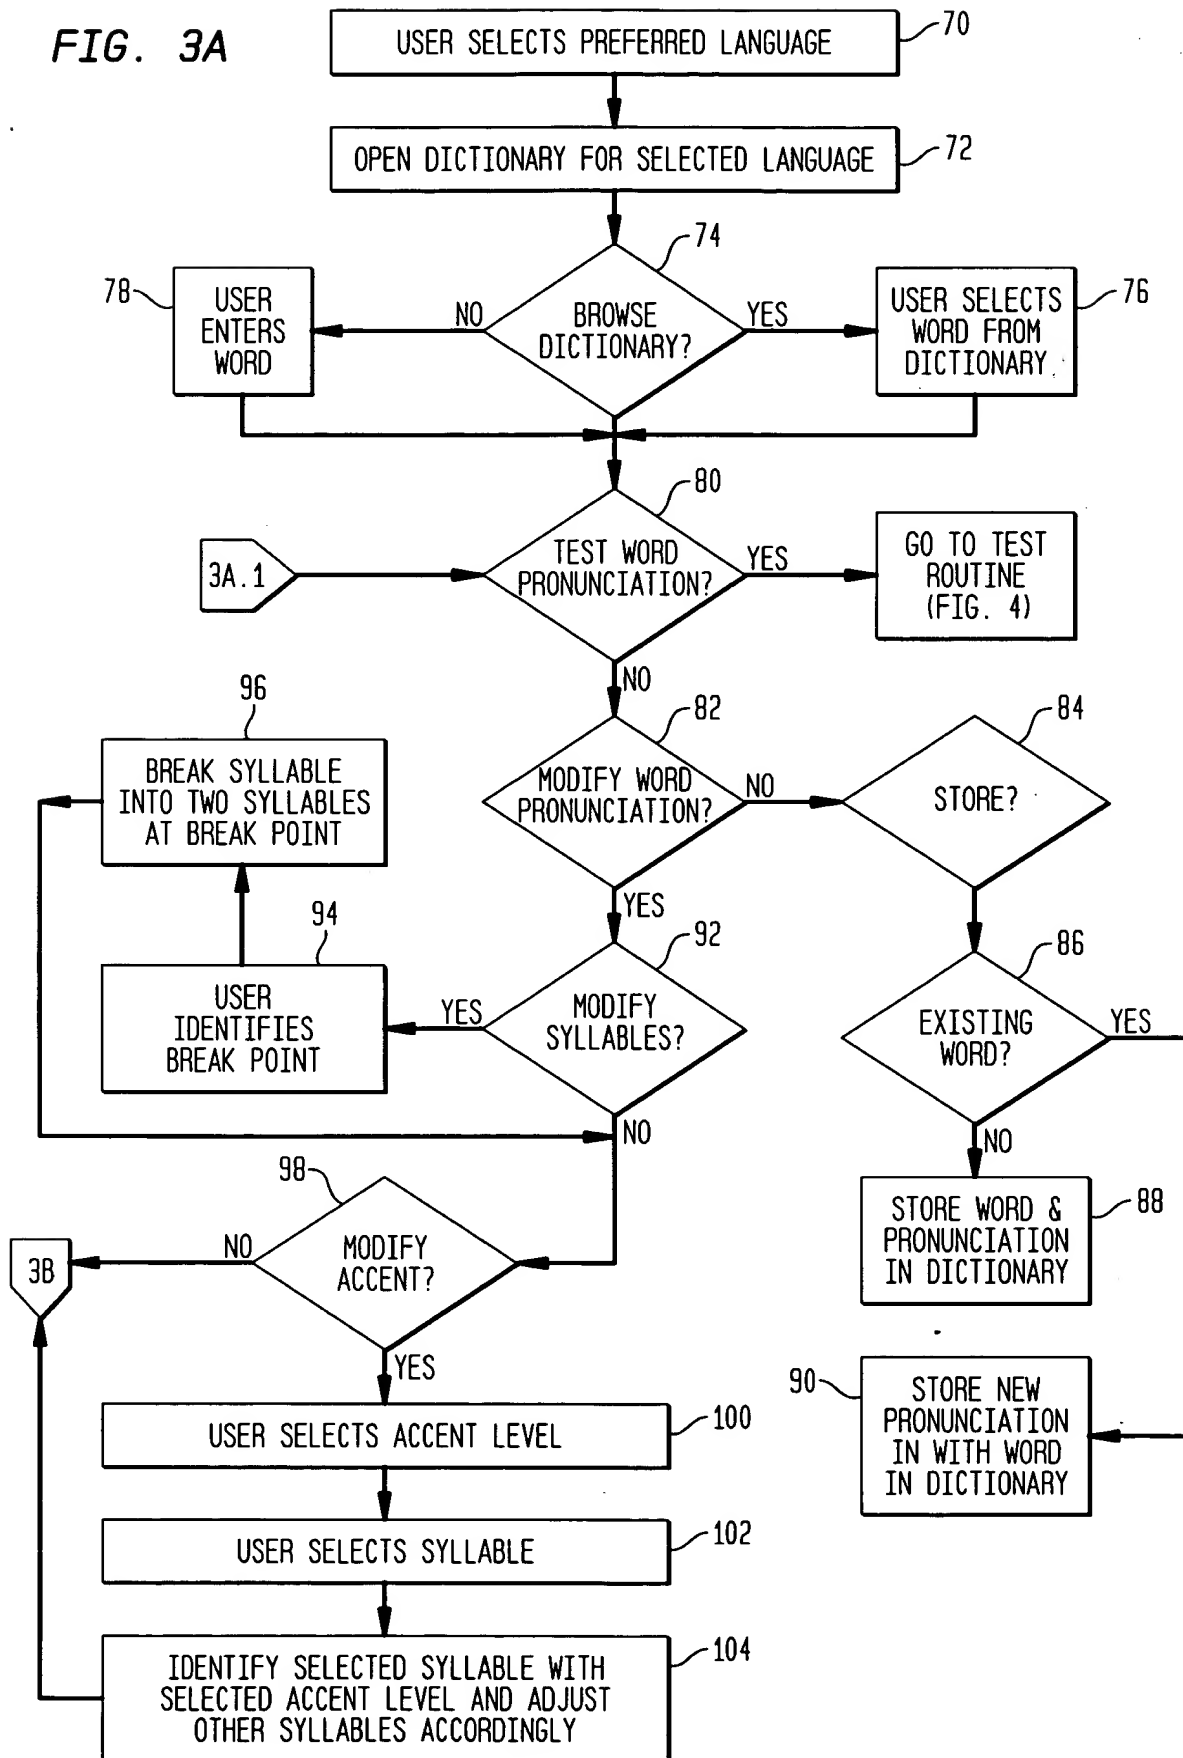 FIG. 3A
USER SELECTS PREFERRED LANGUAGE
70
OPEN DICTIONARY FOR SELECTED LANGUAGE
72
74
78
USER
ENTERS
WORD
NO
BROWSE
DICTIONARY?
YES
USER SELECTS
WORD FROM
DICTIONARY
76
80
3A.1
TEST WORD
PRONUNCIATION?
YES
GO TO TEST
ROUTINE
(FIG. 4)
NO
96
82
84
BREAK SYLLABLE
INTO TWO SYLLABLES
AT BREAK POINT
MODIFY WORD
PRONUNCIATION?
NO
STORE?
YES
94
92
86
USER
IDENTIFIES
BREAK POINT
YES
MODIFY
SYLLABLES?
EXISTING
WORD?
YES
NO
NO
98
STORE WORD &
PRONUNCIATION
IN DICTIONARY
88
3B
NO
MODIFY
ACCENT?
YES
90
STORE NEW
PRONUNCIATION
IN WITH WORD
IN DICTIONARY
USER SELECTS ACCENT LEVEL
100
USER SELECTS SYLLABLE
102
IDENTIFY SELECTED SYLLABLE WITH
SELECTED ACCENT LEVEL AND ADJUST
OTHER SYLLABLES ACCORDINGLY
104